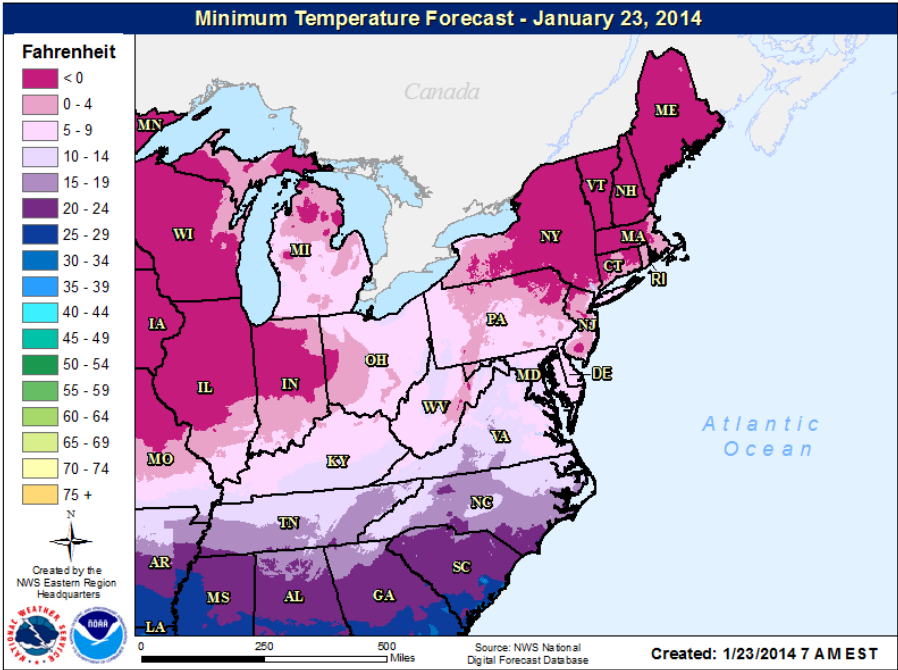 Minimum Temperature Forecast - January 23, 2014
Fahrenheit
< 0
0 - 4
5 - 9
10 - 14
15 - 19
20 - 24
25 - 29
30 - 34
35 - 39
40 - 44
45 - 49
50 - 54
55 - 59
60 - 64
65 - 69
70 - 74
75 +
N
Created by the
NWS Eastern Region
Headquarters
NATIONAL WEATHER SERVICE
NOAA
Canada
MN
ME
VT
NH
WI
NY
MA
MI
CT
RI
IA
PA
NJ
OH
IL
IN
MD
DE
WV
VA
MO
KY
Atlantic
Ocean
NC
TN
AR
SC
MS
AL
GA
LA
0
250
500
Miles
Source: NWS National
Digital Forecast Database
Created: 1/23/2014 7 AM EST